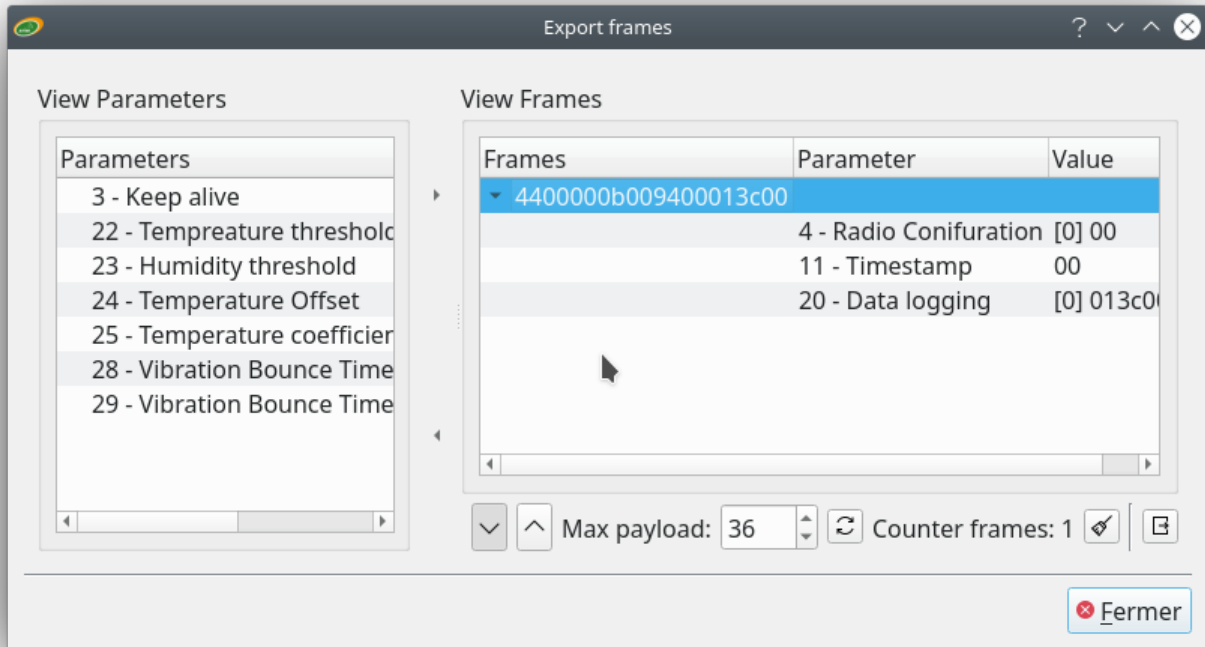 Export frames
View Parameters
Parameters
3 - Keep alive
22 - Tempreature threshold
23 - Humidity threshold
24 - Temperature Offset
25 - Temperature coefficier
28 - Vibration Bounce Time
29 - Vibration Bounce Time
View Frames
Frames Parameter Value
4400000b009400013c00
4 - Radio Conifuration [0] 00
11 - Timestamp 00
20 - Data logging [0] 013c00
Max payload: 36 Counter frames: 1
Fermer